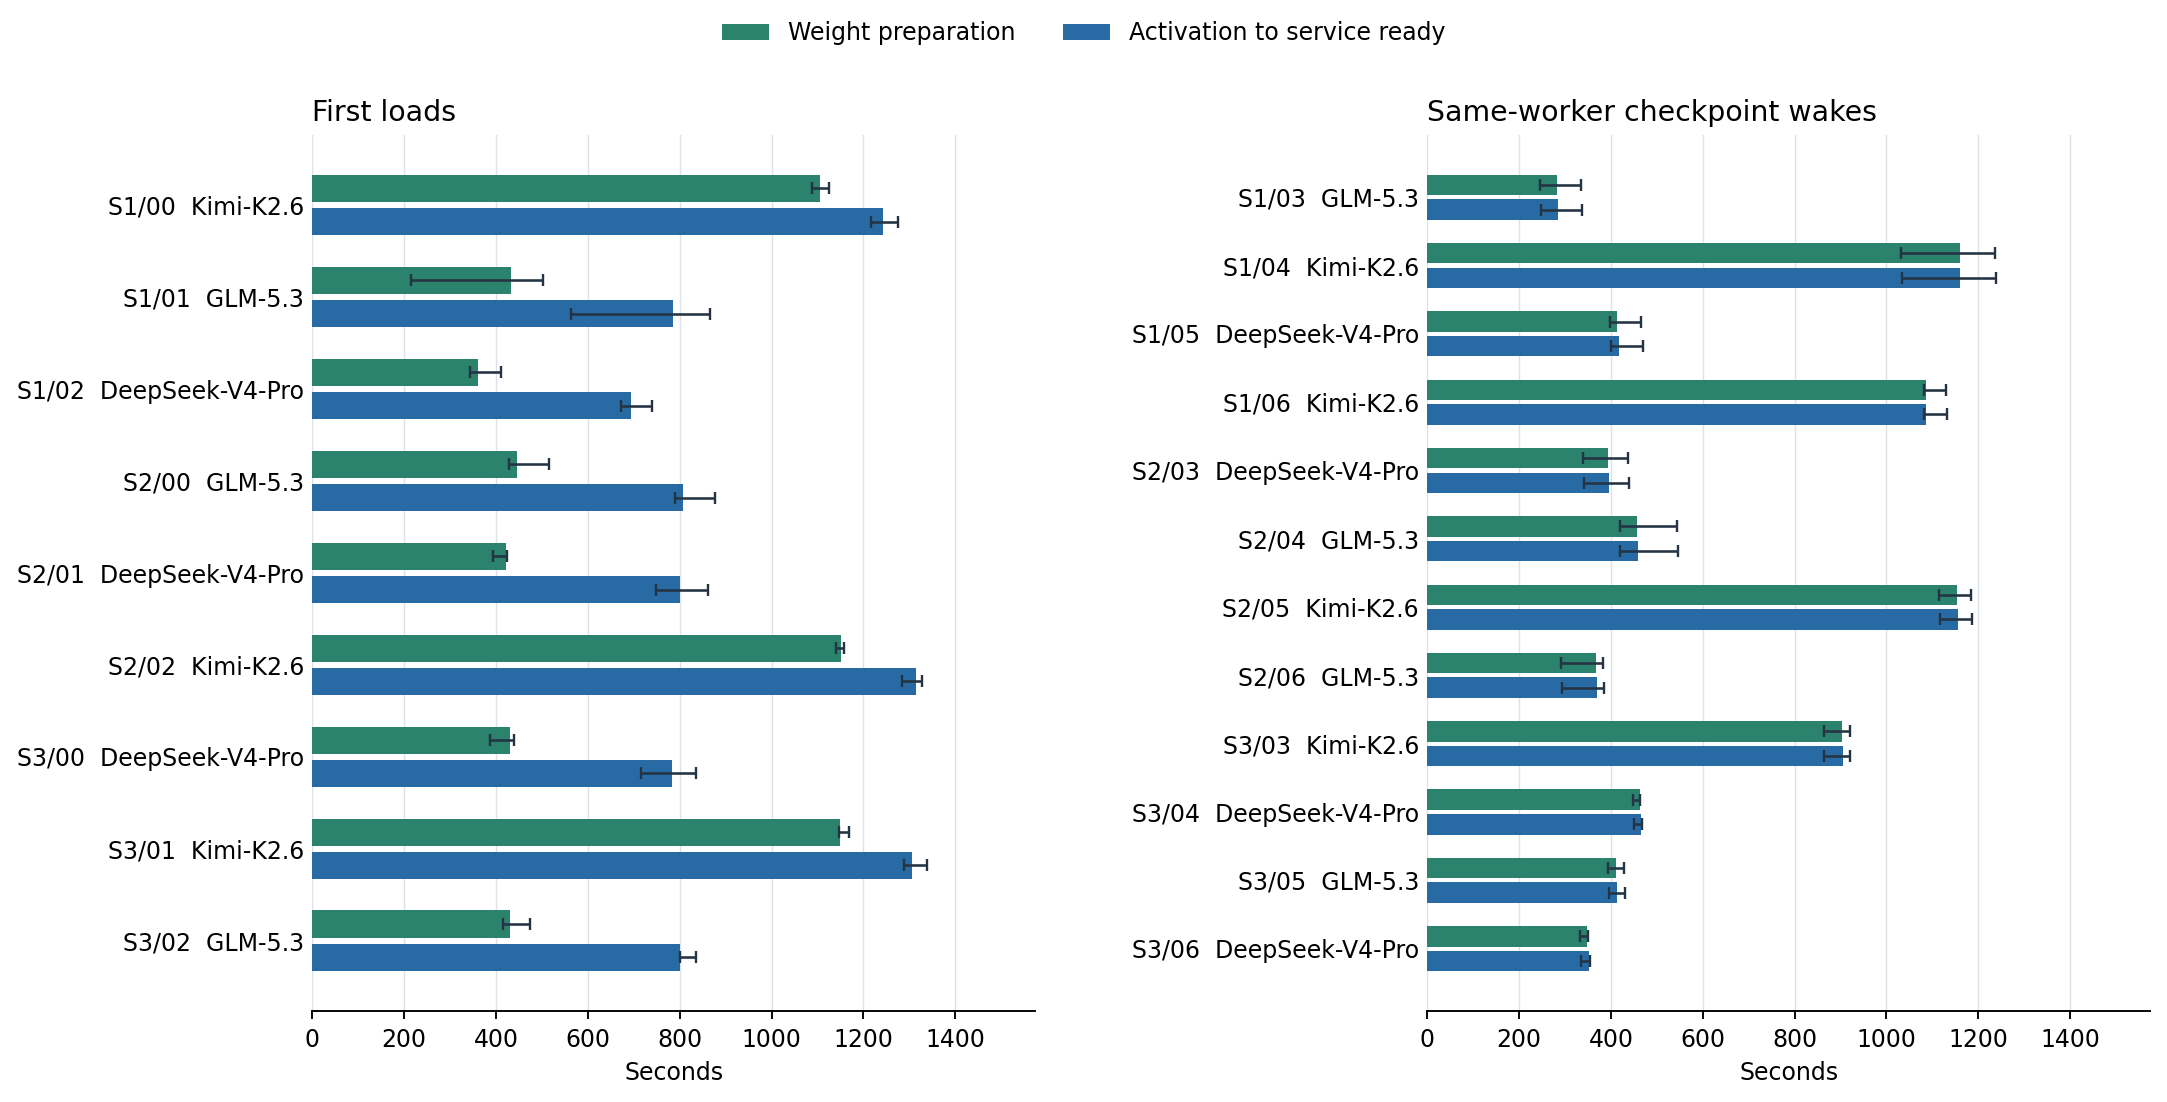 Weight preparation
Activation to service ready
First loads
S1/00 Kimi-K2.6
S1/01 GLM-5.3
S1/02 DeepSeek-V4-Pro
S2/00 GLM-5.3
S2/01 DeepSeek-V4-Pro
S2/02 Kimi-K2.6
S3/00 DeepSeek-V4-Pro
S3/01 Kimi-K2.6
S3/02 GLM-5.3
0 200 400 600 800 1000 1200 1400
Seconds
Same-worker checkpoint wakes
S1/03 GLM-5.3
S1/04 Kimi-K2.6
S1/05 DeepSeek-V4-Pro
S1/06 Kimi-K2.6
S2/03 DeepSeek-V4-Pro
S2/04 GLM-5.3
S2/05 Kimi-K2.6
S2/06 GLM-5.3
S3/03 Kimi-K2.6
S3/04 DeepSeek-V4-Pro
S3/05 GLM-5.3
S3/06 DeepSeek-V4-Pro
0 200 400 600 800 1000 1200 1400
Seconds